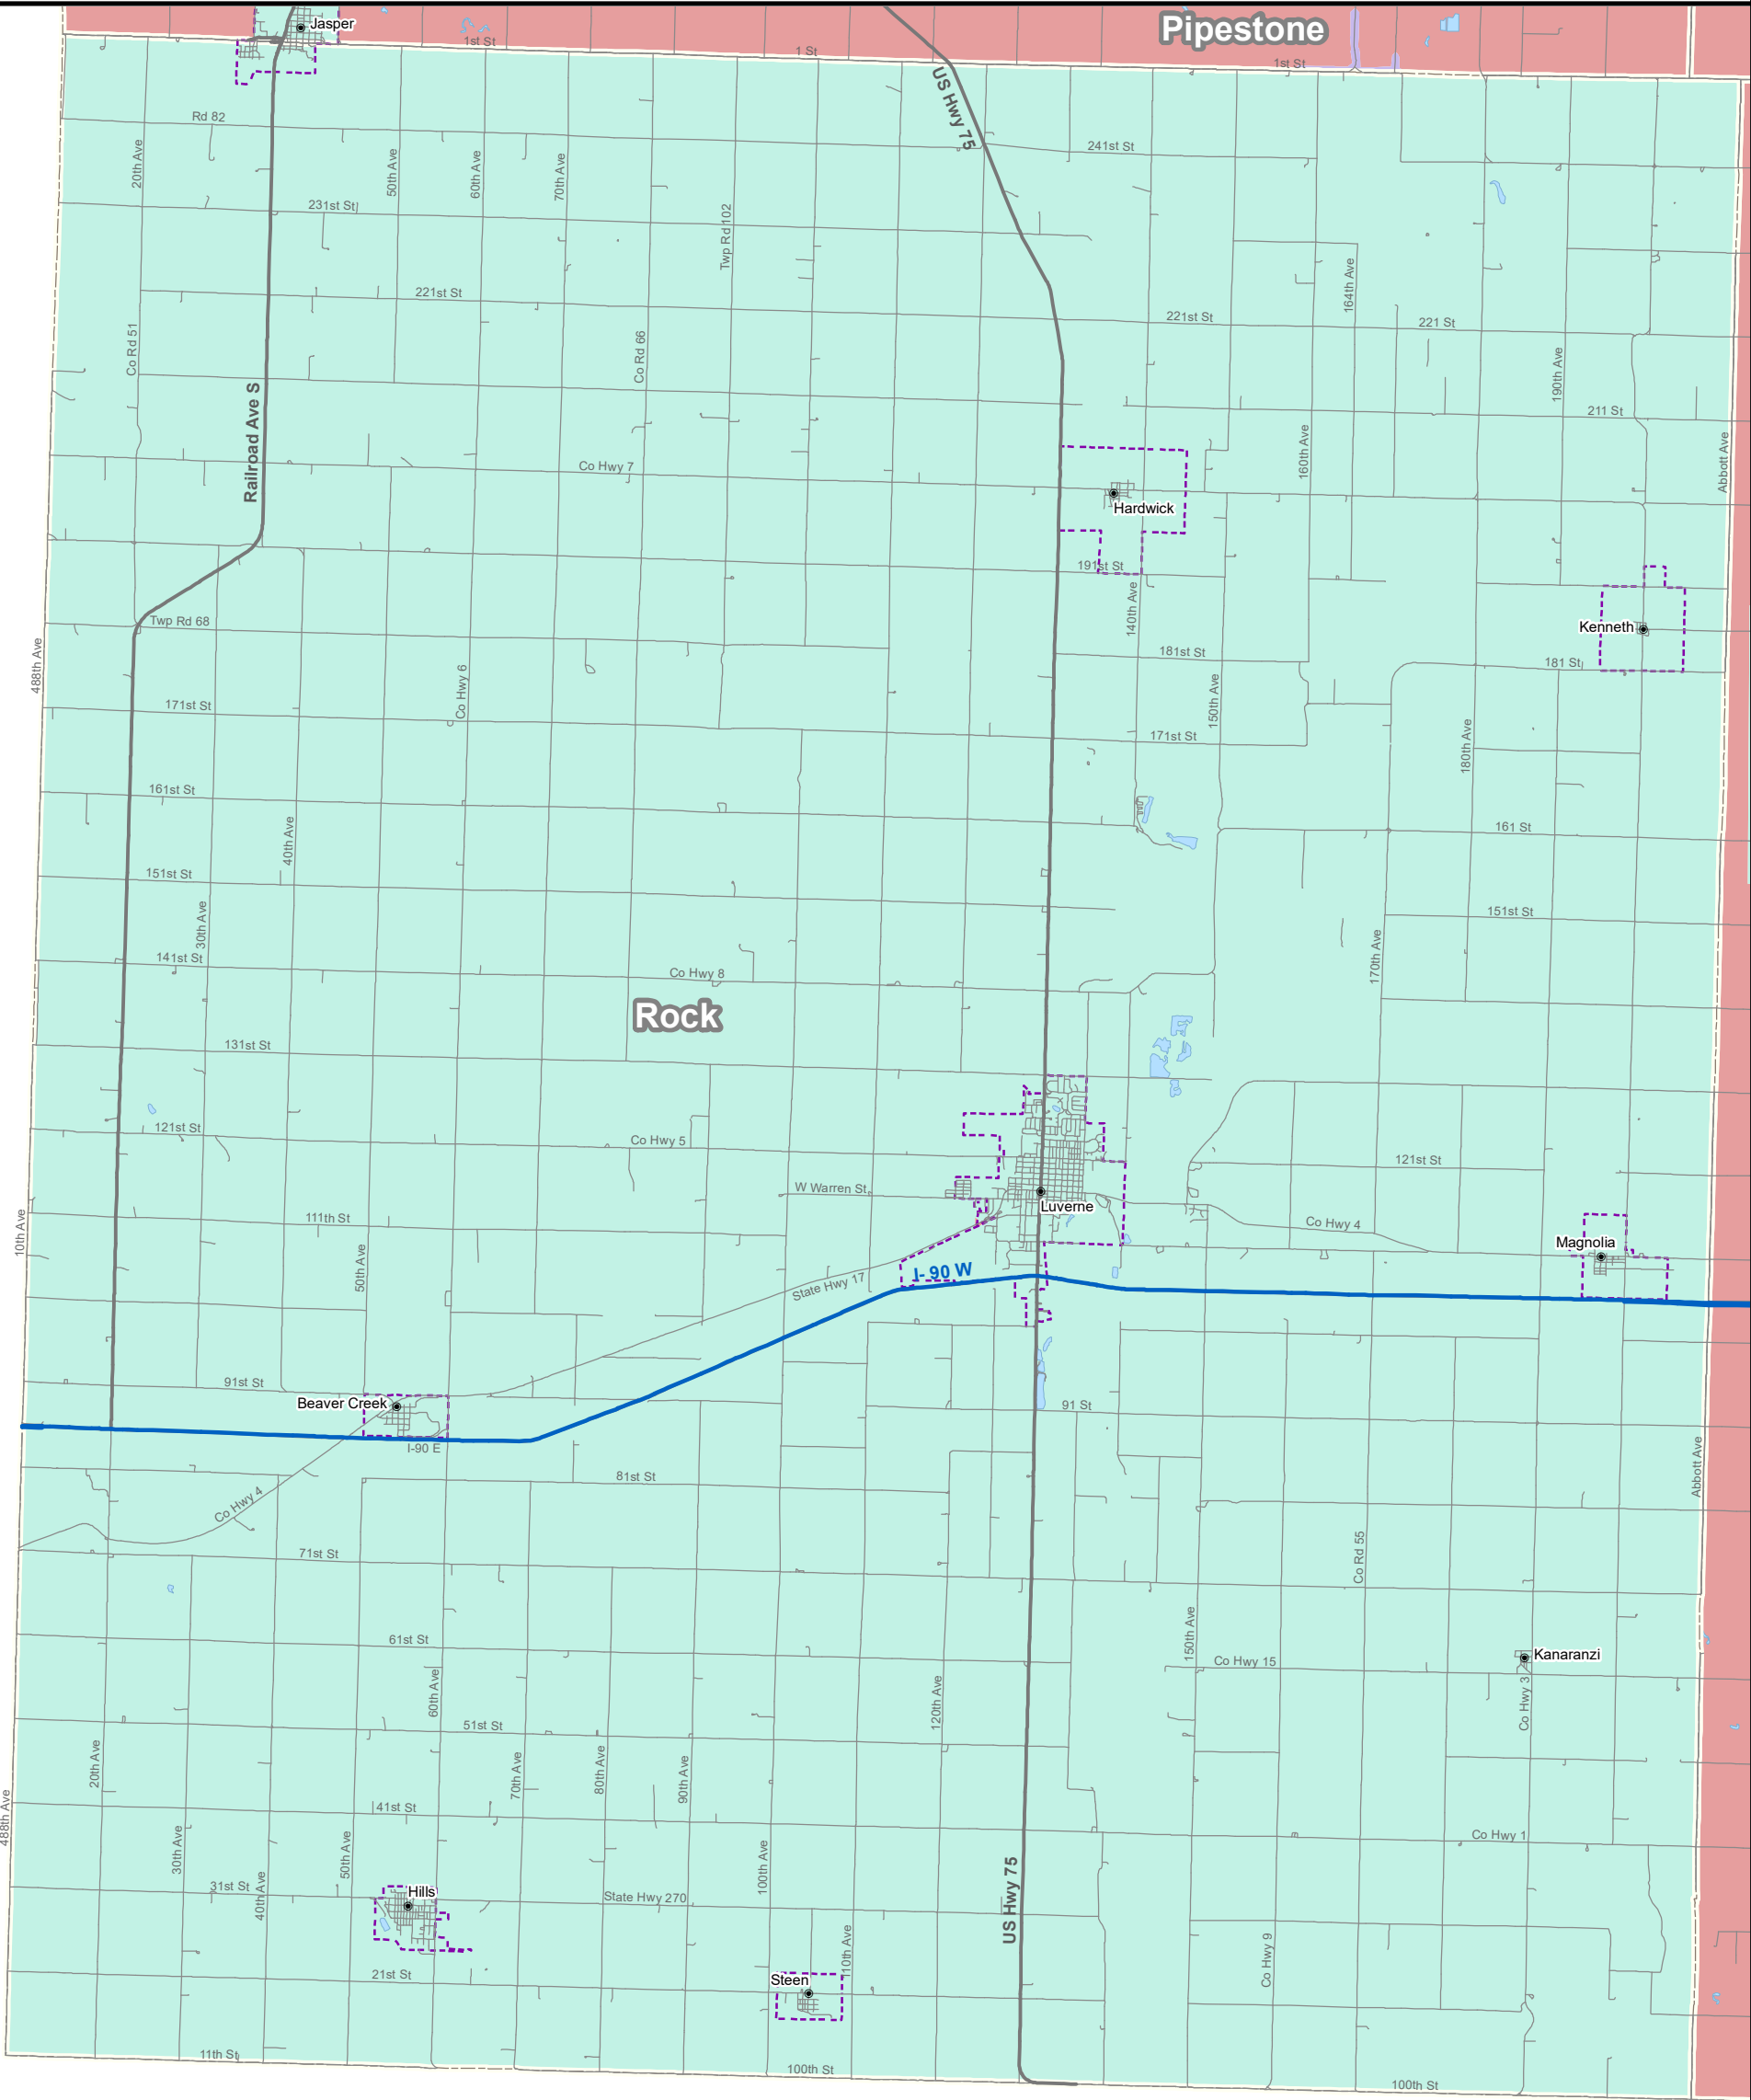 Jasper
Pipestone
1st St
1 St
1st St
US Hwy 75
Rd 82
241st St
20th Ave
50th Ave
60th Ave
70th Ave
231st St
Twp Rd 102
164th Ave
221st St
221st St
221 St
Co Rd 51
Co Rd 66
190th Ave
Railroad Ave S
211 St
160th Ave
Abbott Ave
Co Hwy 7
Hardwick
191st St
140th Ave
Kenneth
Twp Rd 68
488th Ave
181st St
181 St
Co Hwy 6
150th Ave
171st St
171st St
180th Ave
161st St
161 St
40th Ave
151st St
151st St
30th Ave
170th Ave
141st St
Co Hwy 8
Rock
131st St
121st St
Co Hwy 5
121st St
W Warren St
Luverne
10th Ave
111th St
Co Hwy 4
Magnolia
50th Ave
I- 90 W
State Hwy 17
91st St
Beaver Creek
91 St
I-90 E
Abbott Ave
81st St
Co Hwy 4
71st St
Co Rd 55
61st St
150th Ave
Co Hwy 15
Kanaranzi
60th Ave
120th Ave
Co Hwy 3
51st St
20th Ave
70th Ave
80th Ave
90th Ave
488th Ave
41st St
Co Hwy 1
30th Ave
50th Ave
100th Ave
US Hwy 75
31st St
Hills
State Hwy 270
40th Ave
110th Ave
Co Hwy 9
21st St
Steen
11th St
100th St
100th St